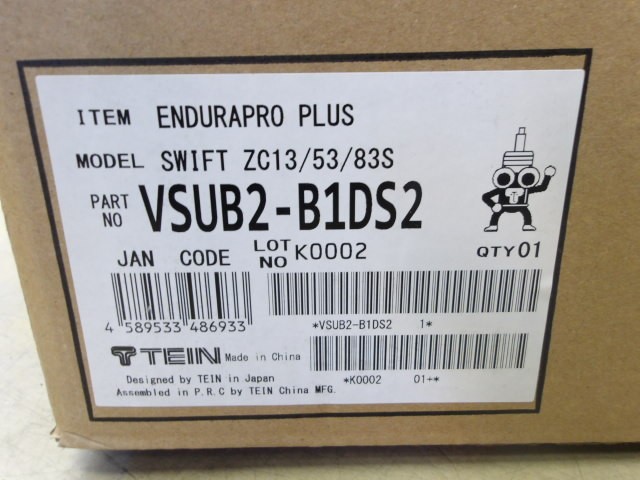 ITEM ENDURAPRO PLUS
MODEL SWIFT ZC13/53/83S
PART NO VSUB2-B1DS2
JAN CODE LOT NO K0002 QTY 01
4 589533 486933
*VSUB2-B1DS2 1*
TEIN Made in China
*K0002 01+*
Designed by TEIN in Japan
Assembled in P.R.C by TEIN China MFG.